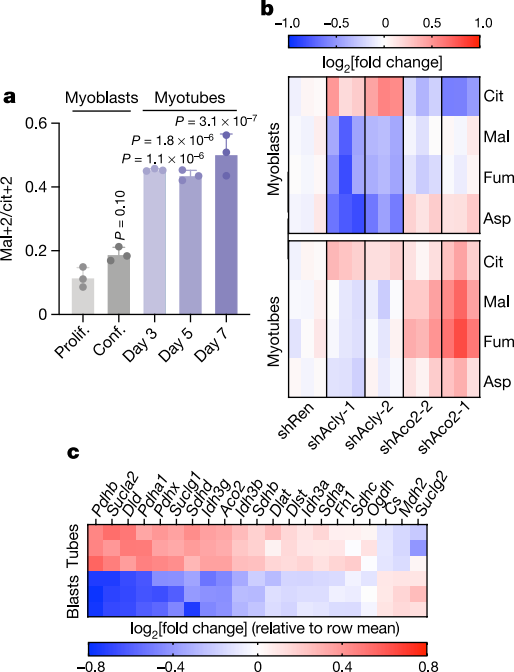 a
Myoblasts Myotubes
P = 3.1 × 10⁻⁷
P = 1.8 × 10⁻⁶
P = 1.1 × 10⁻⁶
P = 0.10
Mal+2/cit+2
0.6
0.4
0.2
0
Prolif. Conf. Day 3 Day 5 Day 7
b
−1.0 −0.5 0 0.5 1.0
log₂[fold change]
Myoblasts
Cit
Mal
Fum
Asp
Myotubes
Cit
Mal
Fum
Asp
shRen shAcly-1 shAcly-2 shAco2-2 shAco2-1
c
Pdhb Sucla2 Dld Pdha1 Pdhx Suclg1 Sdhd Idh3g Aco2 Idh3b Sdhb Dlat Dlst Idh3a Sdha Fh1 Sdhc Ogdh Cs Mdh2 Suclg2
Tubes
Blasts
log₂[fold change] (relative to row mean)
−0.8 −0.4 0 0.4 0.8